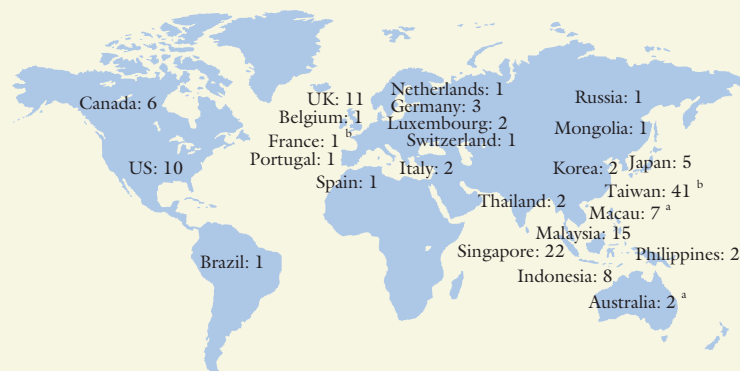 Canada: 6
US: 10
Brazil: 1
UK: 11
Belgium: 1
France: 1 b
Portugal: 1
Spain: 1
Netherlands: 1
Germany: 3
Luxembourg: 2
Switzerland: 1
Italy: 2
Russia: 1
Mongolia: 1
Korea: 2
Japan: 5
Taiwan: 41 b
Thailand: 2
Macau: 7 a
Malaysia: 15
Singapore: 22
Philippines: 2
Indonesia: 8
Australia: 2 a